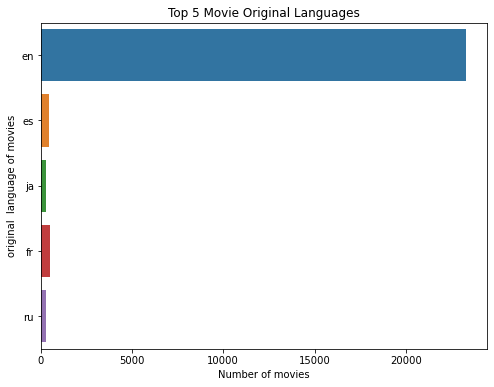 Top 5 Movie Original Languages
original  language of movies
en
es
ja
fr
ru
0 5000 10000 15000 20000
Number of movies